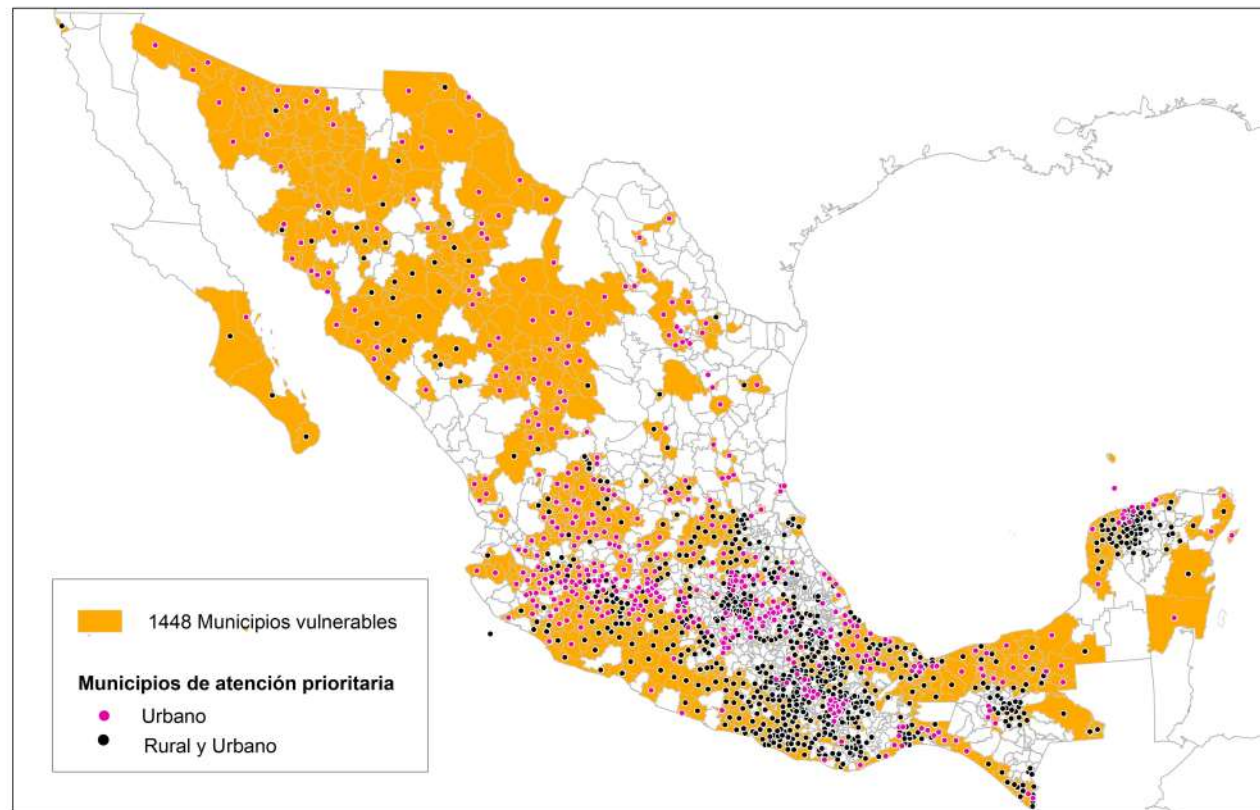 1448 Municipios vulnerables
Municipios de atención prioritaria
Urbano
Rural y Urbano